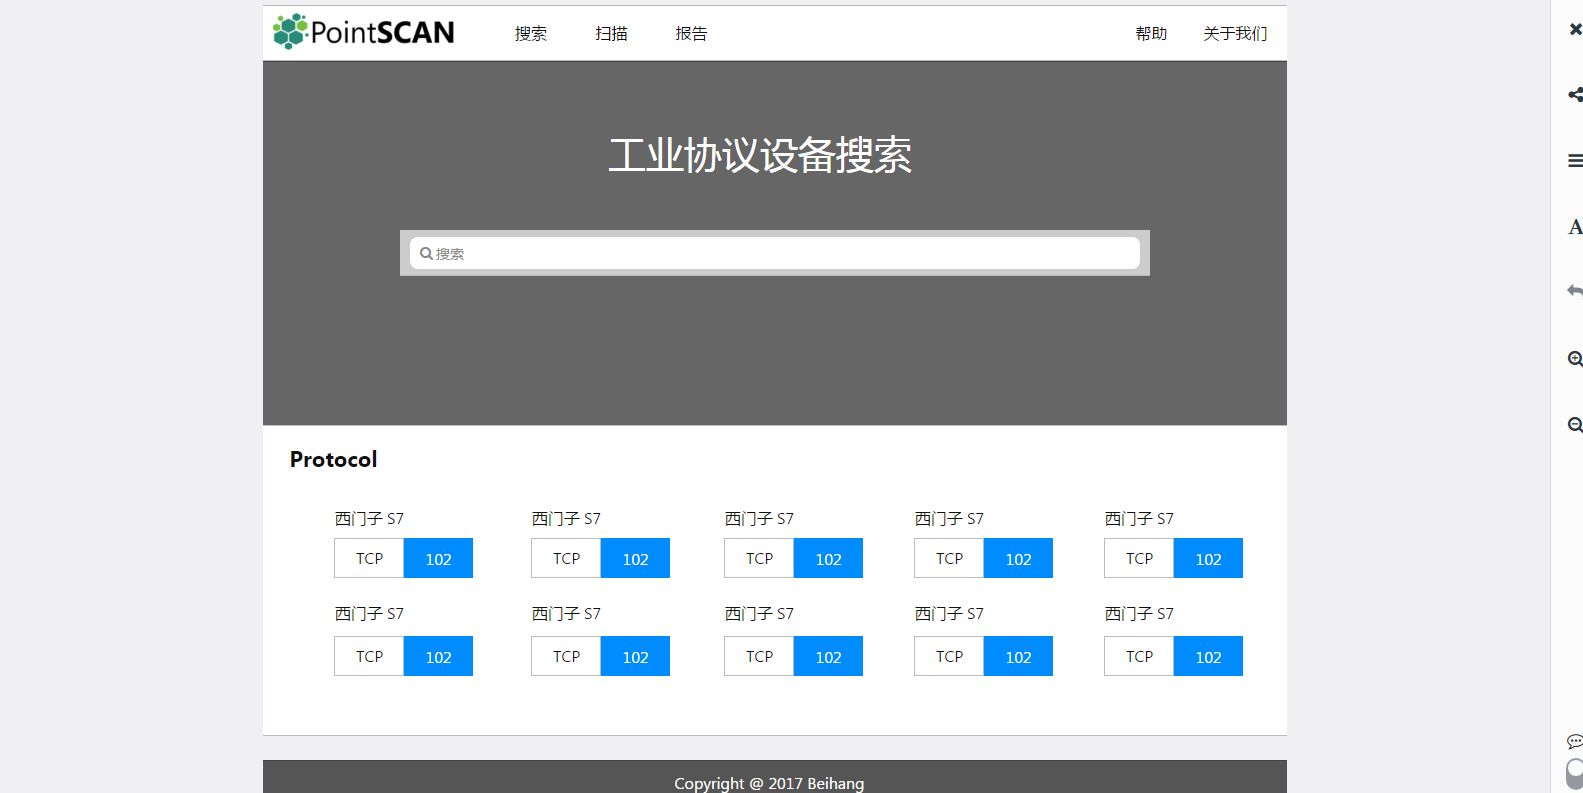 PointSCAN 搜索 扫描 报告 帮助 关于我们
工业协议设备搜索
搜索
Protocol
西门子 S7 西门子 S7 西门子 S7 西门子 S7 西门子 S7
TCP 102 TCP 102 TCP 102 TCP 102 TCP 102
西门子 S7 西门子 S7 西门子 S7 西门子 S7 西门子 S7
TCP 102 TCP 102 TCP 102 TCP 102 TCP 102
Copyright @ 2017 Beihang